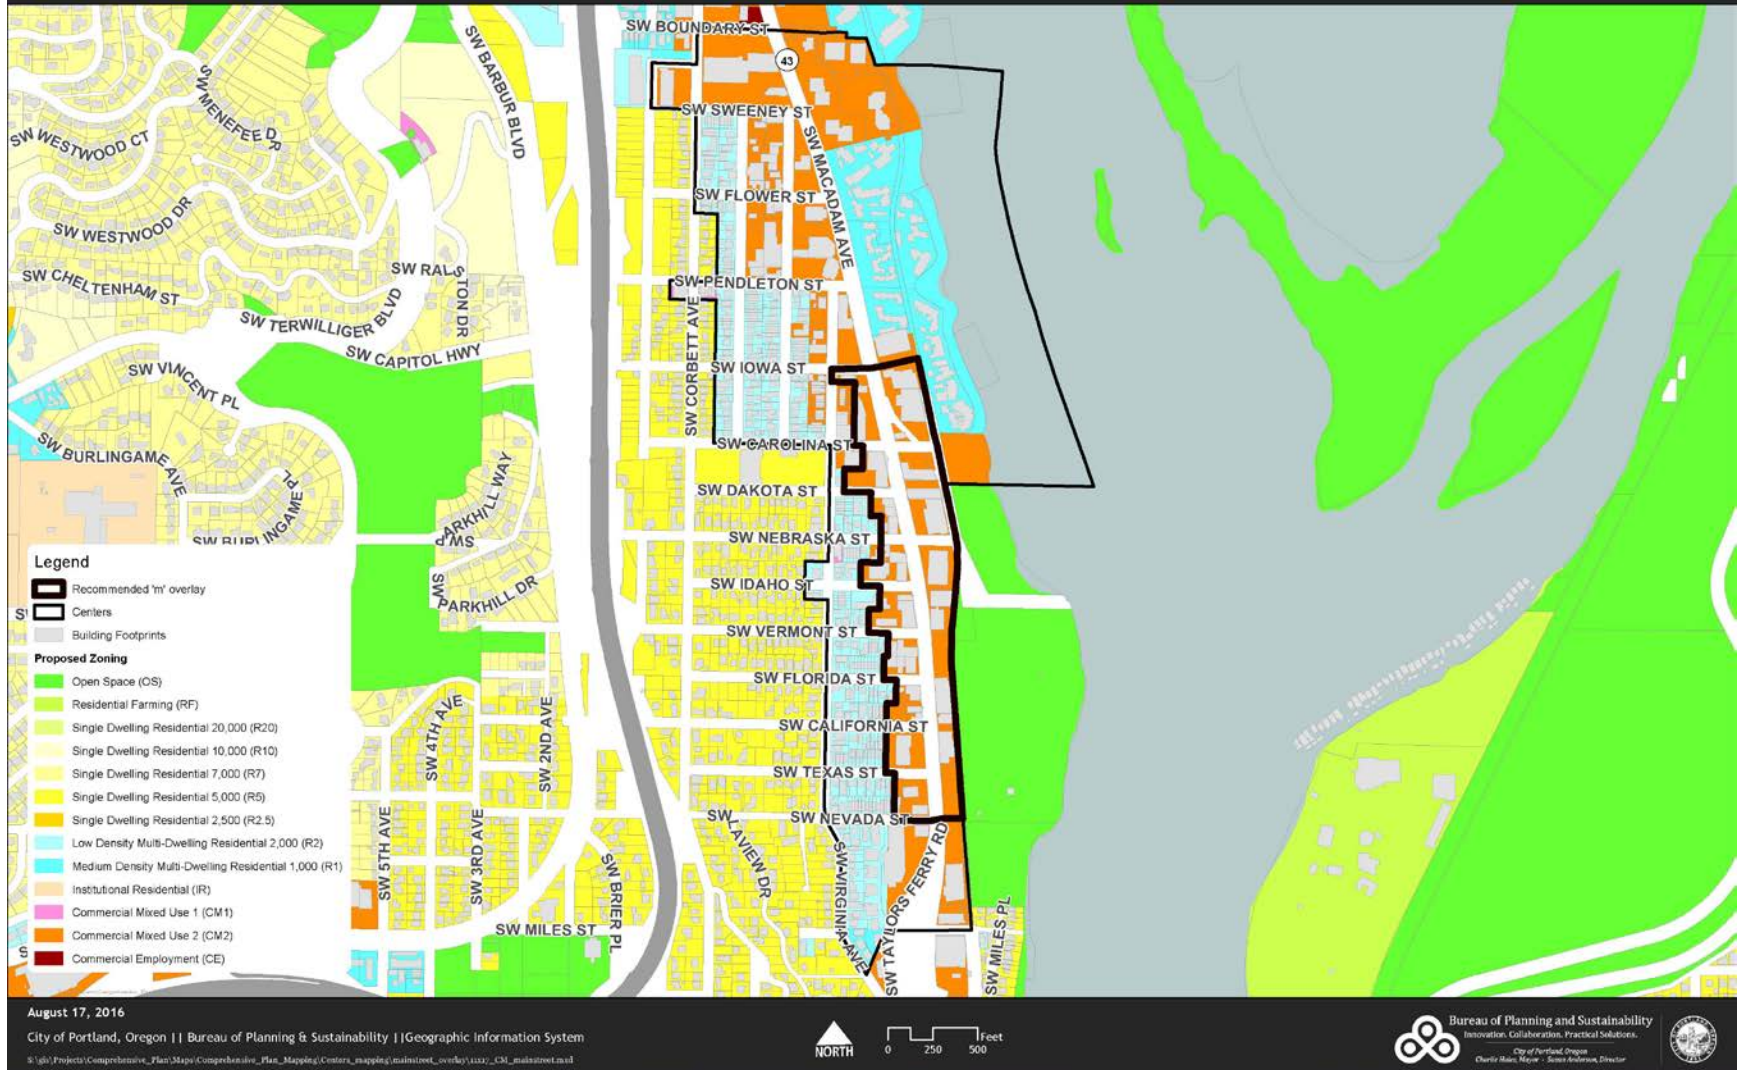 SW BOUNDARY ST
43
SW BARBUR BLVD
SW MENEFEE DR
SW SWEENEY ST
SW WESTWOOD CT
SW MACADAM AVE
SW FLOWER ST
SW WESTWOOD DR
SW CHELTENHAM ST
SW RALSTON DR
SW PENDLETON ST
SW TERWILLIGER BLVD
SW CORBETT AVE
SW CAPITOL HWY
SW VINCENT PL
SW IOWA ST
SW BURLINGAME AVE
SW CAROLINA ST
SW BURLINGAME PL
SW PARKHILL WAY
SW DAKOTA ST
SW NEBRASKA ST
SW PARKHILL DR
SW IDAHO ST
SW VERMONT ST
SW FLORIDA ST
SW 4TH AVE
SW 2ND AVE
SW CALIFORNIA ST
SW TEXAS ST
SW 5TH AVE
SW 3RD AVE
SW LAVIEW DR
SW NEVADA ST
SW BRIER PL
SW VIRGINIA AVE
SW TAYLORS FERRY RD
SW MILES ST
SW MILES PL
Legend
Recommended 'm' overlay
Centers
Building Footprints
Proposed Zoning
Open Space (OS)
Residential Farming (RF)
Single Dwelling Residential 20,000 (R20)
Single Dwelling Residential 10,000 (R10)
Single Dwelling Residential 7,000 (R7)
Single Dwelling Residential 5,000 (R5)
Single Dwelling Residential 2,500 (R2.5)
Low Density Multi-Dwelling Residential 2,000 (R2)
Medium Density Multi-Dwelling Residential 1,000 (R1)
Institutional Residential (IR)
Commercial Mixed Use 1 (CM1)
Commercial Mixed Use 2 (CM2)
Commercial Employment (CE)
August 17, 2016
City of Portland, Oregon || Bureau of Planning & Sustainability ||Geographic Information System
NORTH
Feet
0 250 500
Bureau of Planning and Sustainability
Innovation. Collaboration. Practical Solutions.
City of Portland, Oregon
Charlie Hales, Mayor - Susan Anderson, Director